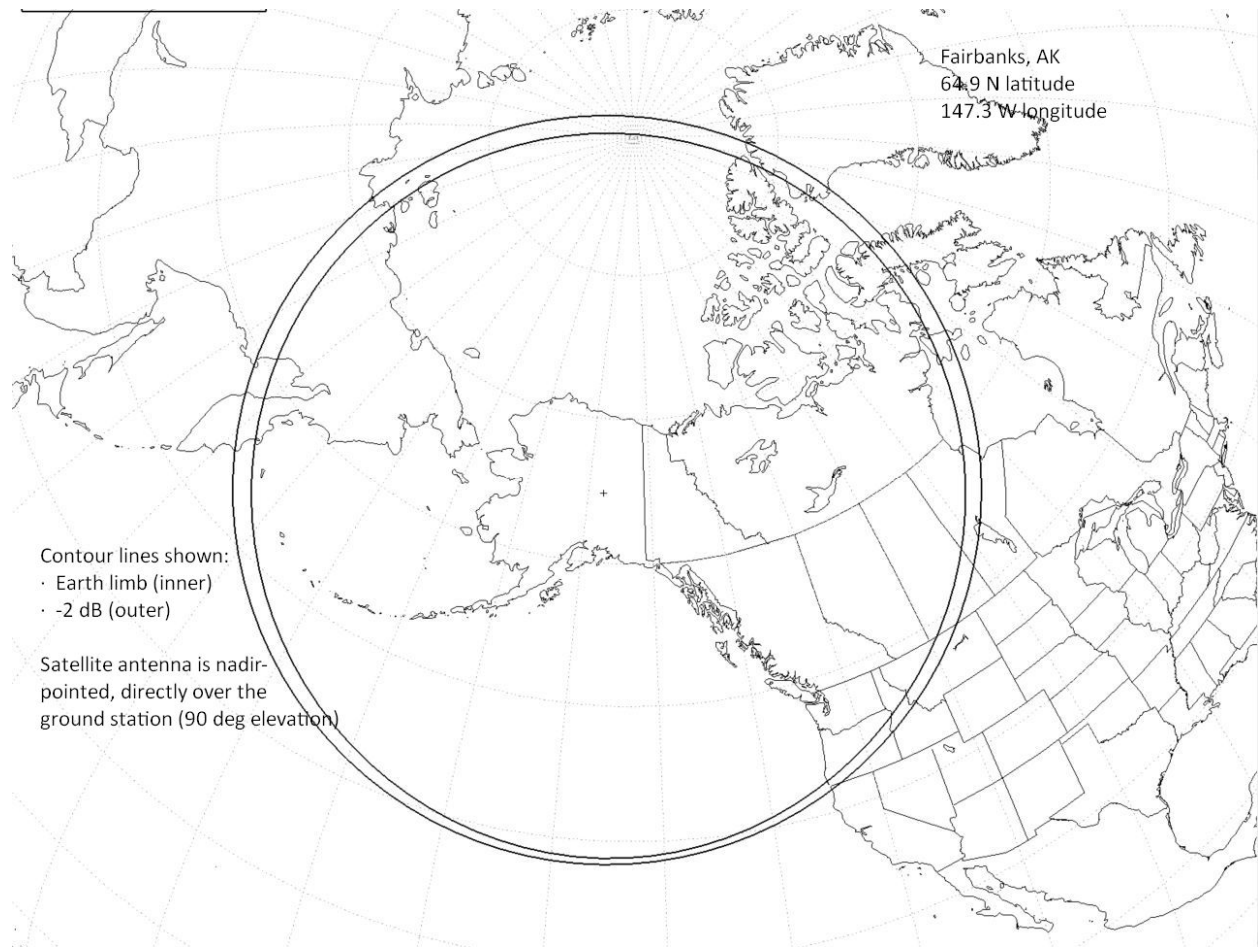 Fairbanks, AK
64.9 N latitude
147.3 W longitude
Contour lines shown:
· Earth limb (inner)
· -2 dB (outer)
Satellite antenna is nadir-
pointed, directly over the
ground station (90 deg elevation)